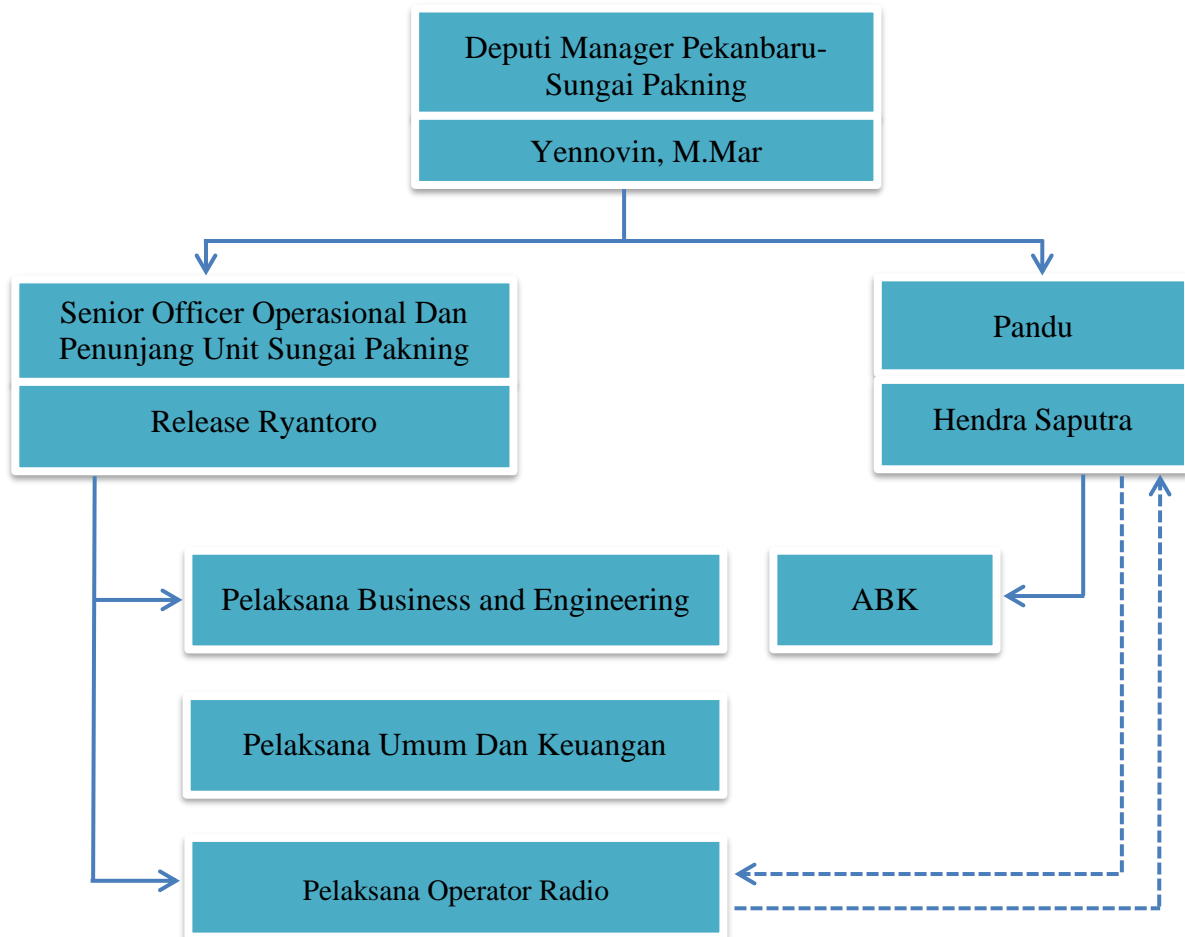 Deputi Manager Pekanbaru-
Sungai Pakning
Yennovin, M.Mar
Senior Officer Operasional Dan
Penunjang Unit Sungai Pakning
Release Ryantoro
Pandu
Hendra Saputra
Pelaksana Business and Engineering
ABK
Pelaksana Umum Dan Keuangan
Pelaksana Operator Radio